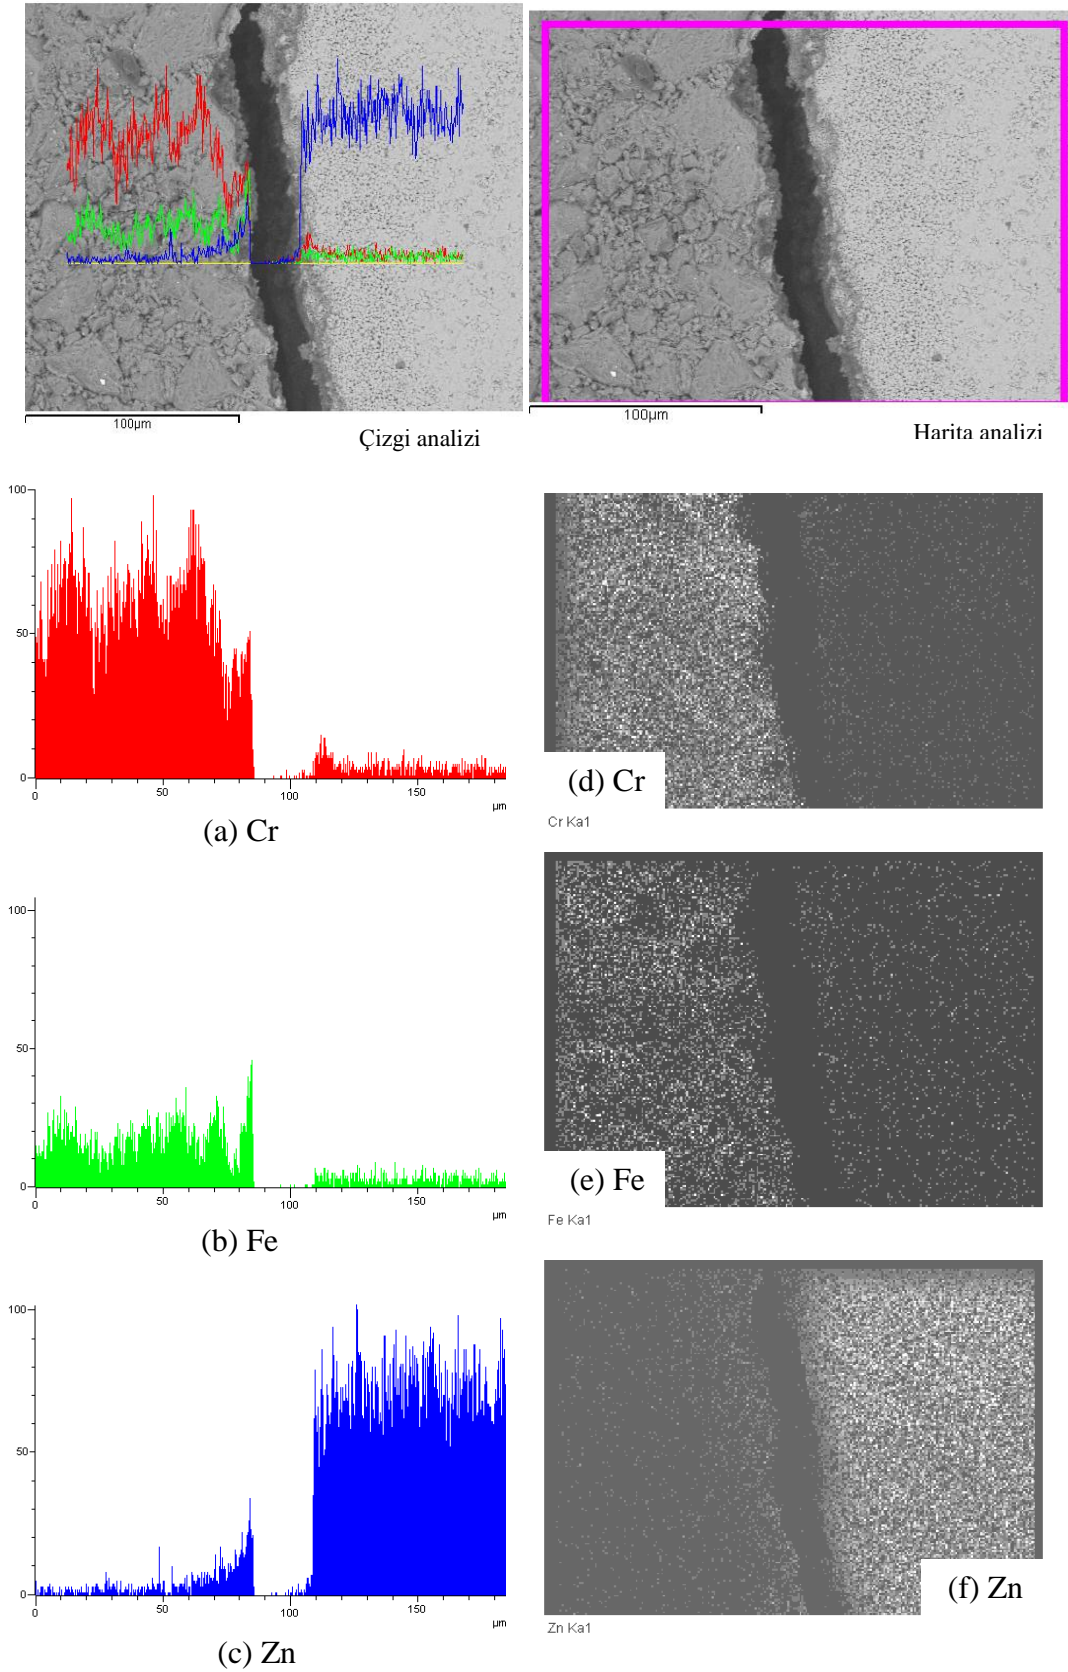 100µm
Çizgi analizi
100µm
Harita analizi
100
50
0
0
50
100
150
µm
(a) Cr
(d) Cr
Cr Ka1
100
50
0
0
50
100
150
µm
(b) Fe
(e) Fe
Fe Ka1
100
50
0
0
50
100
150
µm
(c) Zn
(f) Zn
Zn Ka1